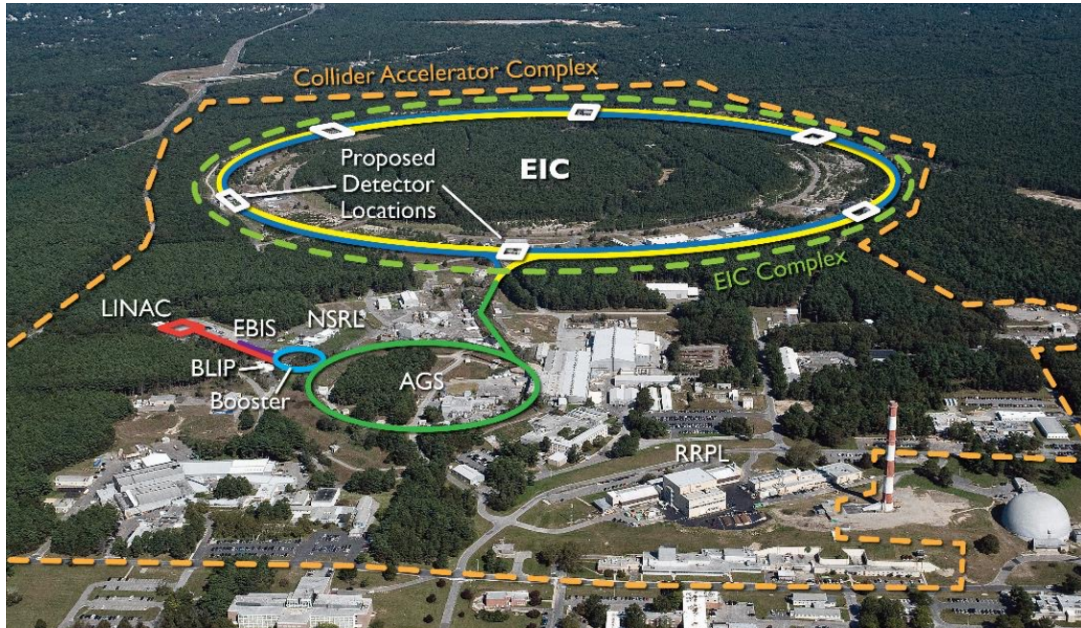 Collider Accelerator Complex
Proposed
Detector
Locations
EIC
EIC Complex
LINAC
EBIS
NSRL
BLIP
Booster
AGS
RRPL